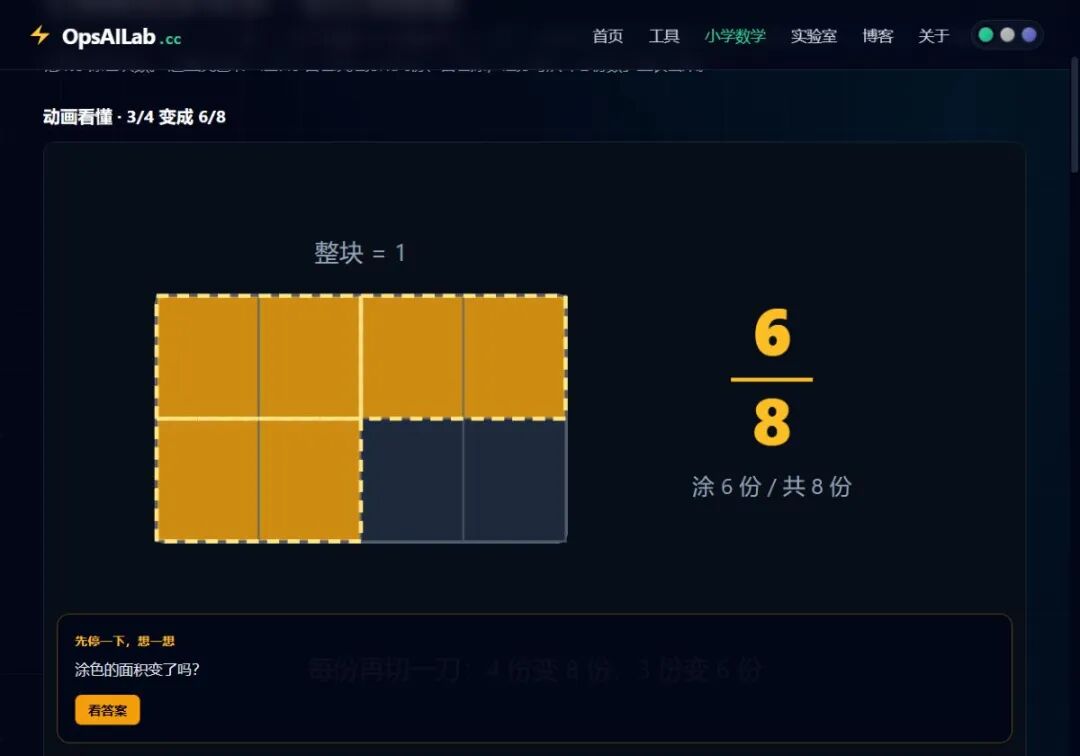 OpsAILab.cc
首页 工具 小学数学 实验室 博客 关于
动画看懂 · 3/4 变成 6/8
整块 = 1
6
8
涂 6 份 / 共 8 份
先停一下，想一想
涂色的面积变了吗?
每份再切一刀：4 份变 8 份，3 份变 6 份
看答案